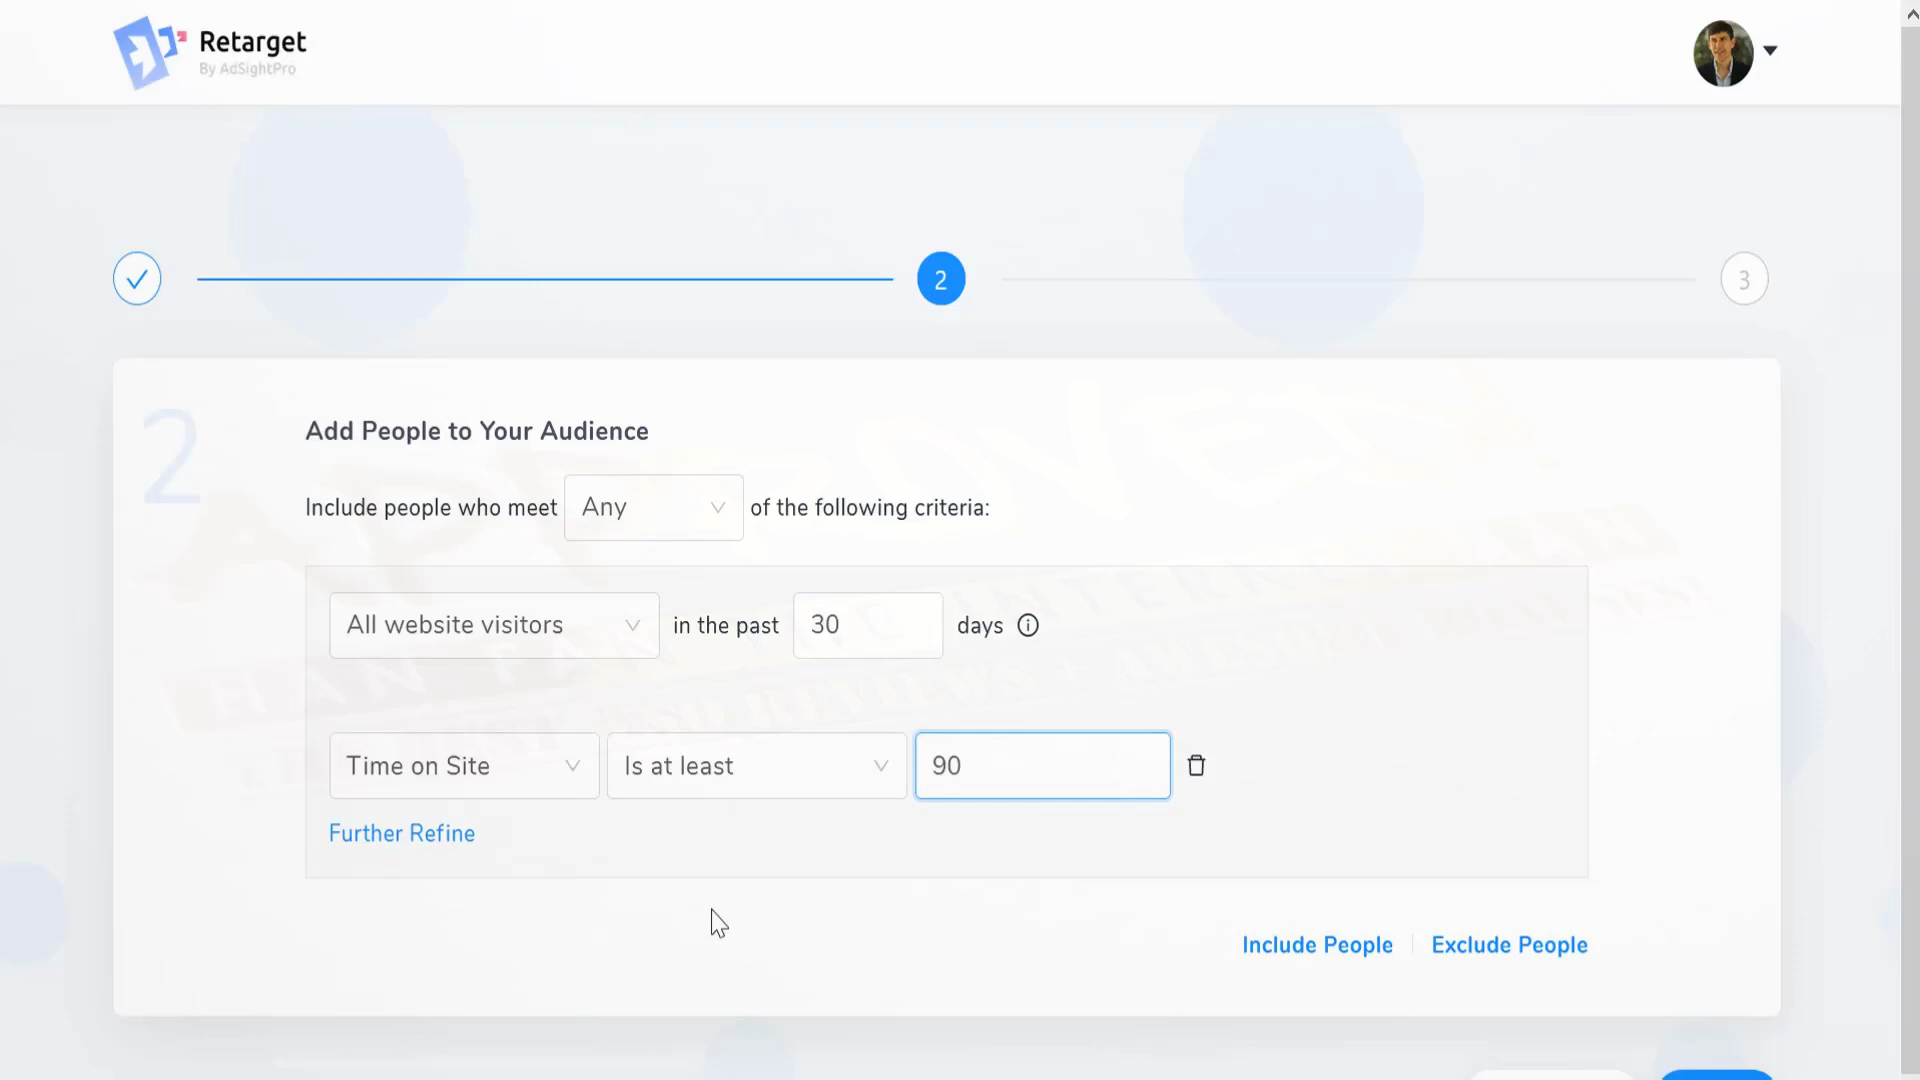 Retarget
By AdSightPro
2
3
2
Add People to Your Audience
Include people who meet Any of the following criteria:
All website visitors in the past 30 days
Time on Site Is at least 90
Further Refine
Include People Exclude People